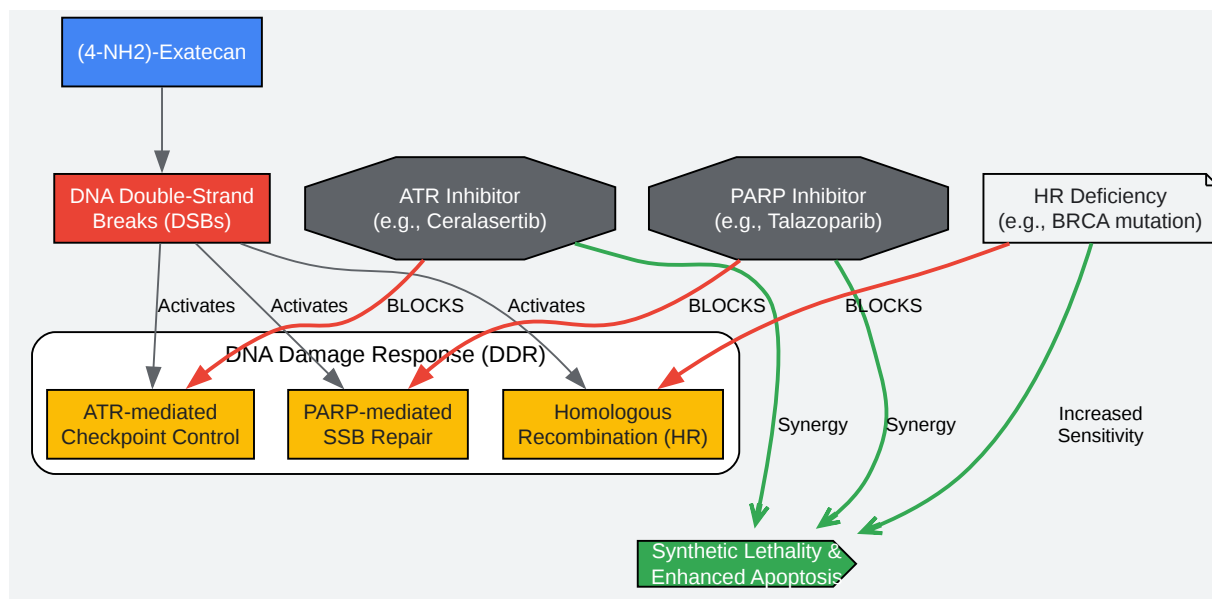 (4-NH2)-Exatecan
DNA Double-Strand
Breaks (DSBs)
ATR Inhibitor
(e.g., Ceralasertib)
PARP Inhibitor
(e.g., Talazoparib)
HR Deficiency
(e.g., BRCA mutation)
Activates
Activates
BLOCKS
Activates
BLOCKS
BLOCKS
DNA Damage Response (DDR)
ATR-mediated
Checkpoint Control
PARP-mediated
SSB Repair
Homologous
Recombination (HR)
Synergy
Synergy
Increased
Sensitivity
Synthetic Lethality &
Enhanced Apoptosis